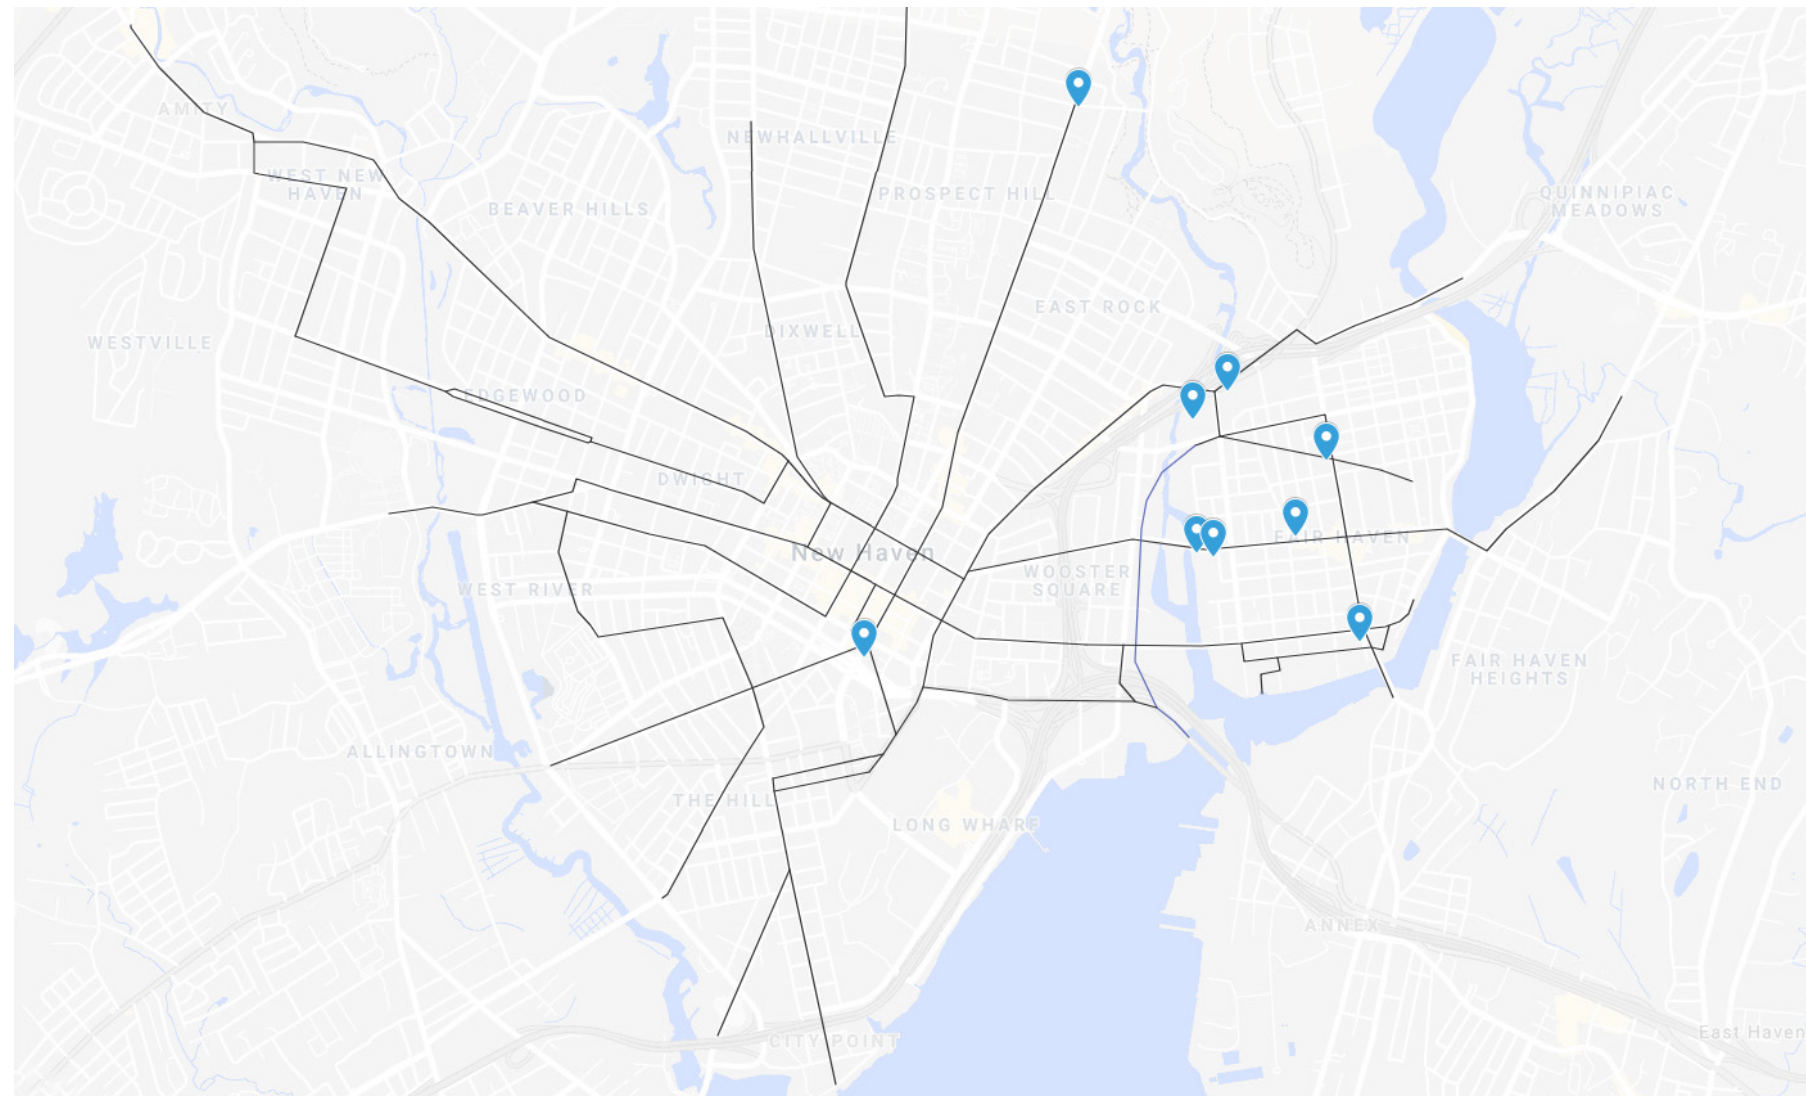 AMITY
NEWHALLVILLE
WEST NEW
HAVEN
PROSPECT HILL
QUINNIPIAC
MEADOWS
BEAVER HILLS
EAST ROCK
DIXWELL
WESTVILLE
EDGEWOOD
DWIGHT
FAIR HAVEN
New Haven
WOOSTER
SQUARE
WEST RIVER
FAIR HAVEN
HEIGHTS
ALLINGTOWN
NORTH END
THE HILL
LONG WHARF
ANNEX
East Haven
CITY POINT